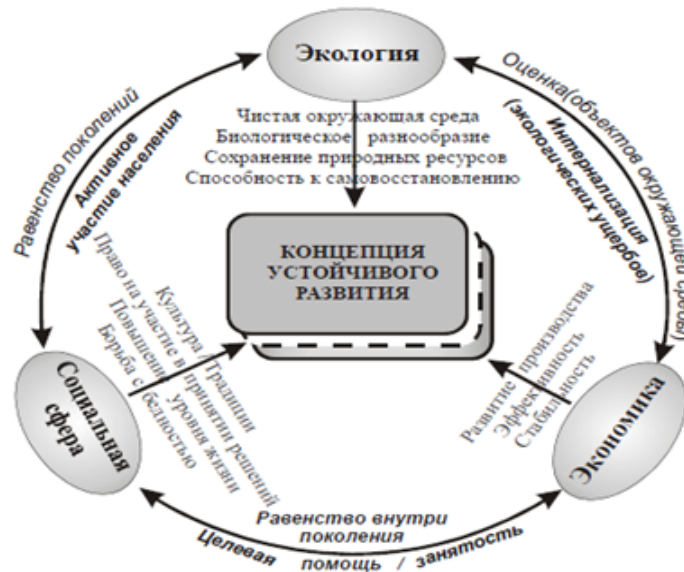 Экология
Чистая окружающая среда
Биологическое разнообразие
Сохранение природных ресурсов
Способность к самовосстановлению
Равенство поколений
Активное
участие населения
Оценка(объектов окружающей среды)
Интернализация
(экологических ущербов)
КОНЦЕПЦИЯ
УСТОЙЧИВОГО
РАЗВИТИЯ
Культура / Традиции
Право на участие в принятии решений
Повышение уровня жизни
Борьба с бедностью
Развитие производства
Эффективность
Стабильность
Социальная
сфера
Экономика
Равенство внутри
поколения
Целевая помощь / занятость